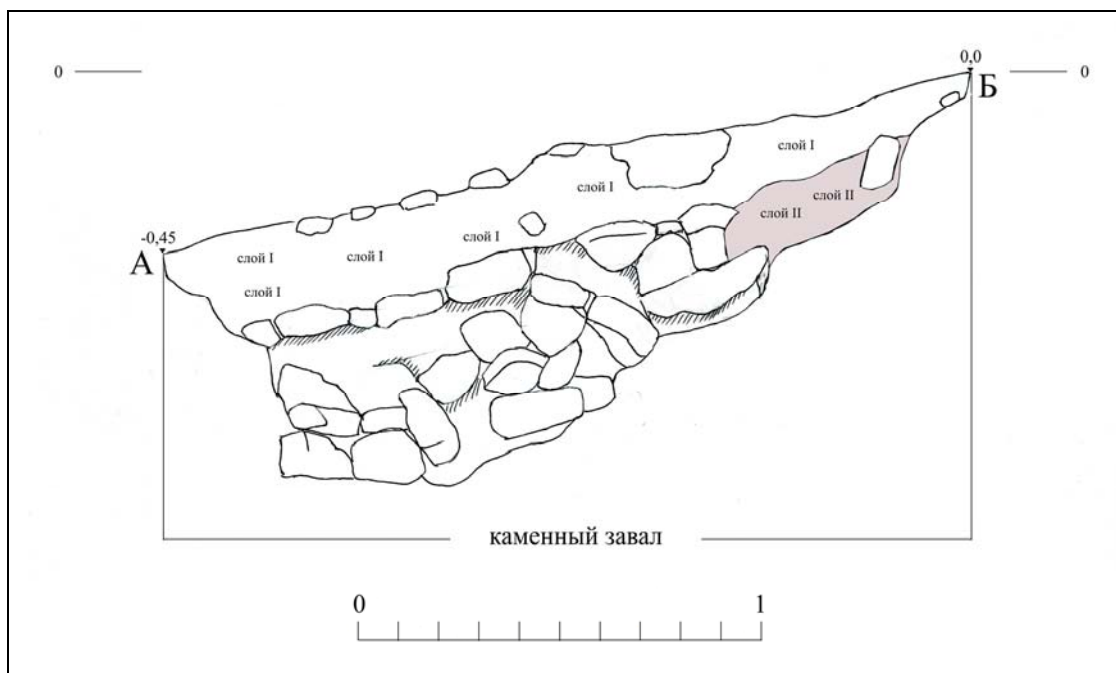 0,0
0 0
Б
слой I
слой I
слой II
слой II
слой I
-0,45
А
слой I
слой I
слой I
каменный завал
0 1